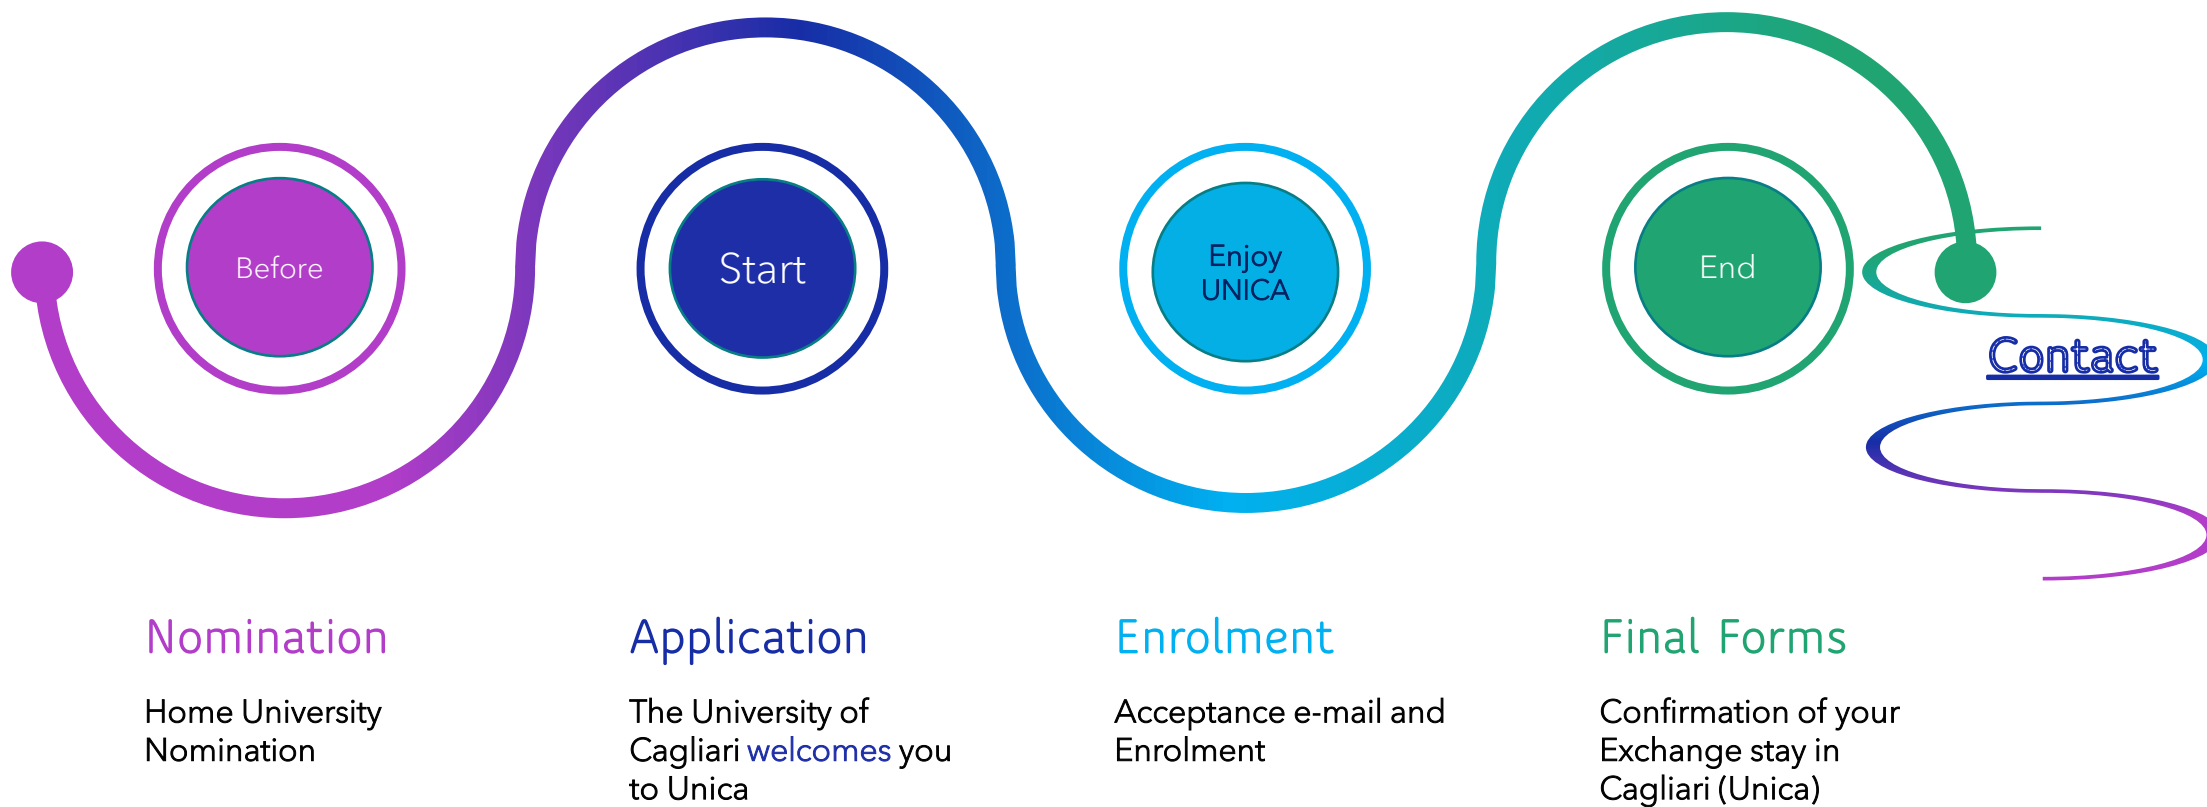 Before
Start
Enjoy
UNICA
End
Contact
Nomination
Home University
Nomination
Application
The University of
Cagliari welcomes you
to Unica
Enrolment
Acceptance e-mail and
Enrolment
Final Forms
Confirmation of your
Exchange stay in
Cagliari (Unica)